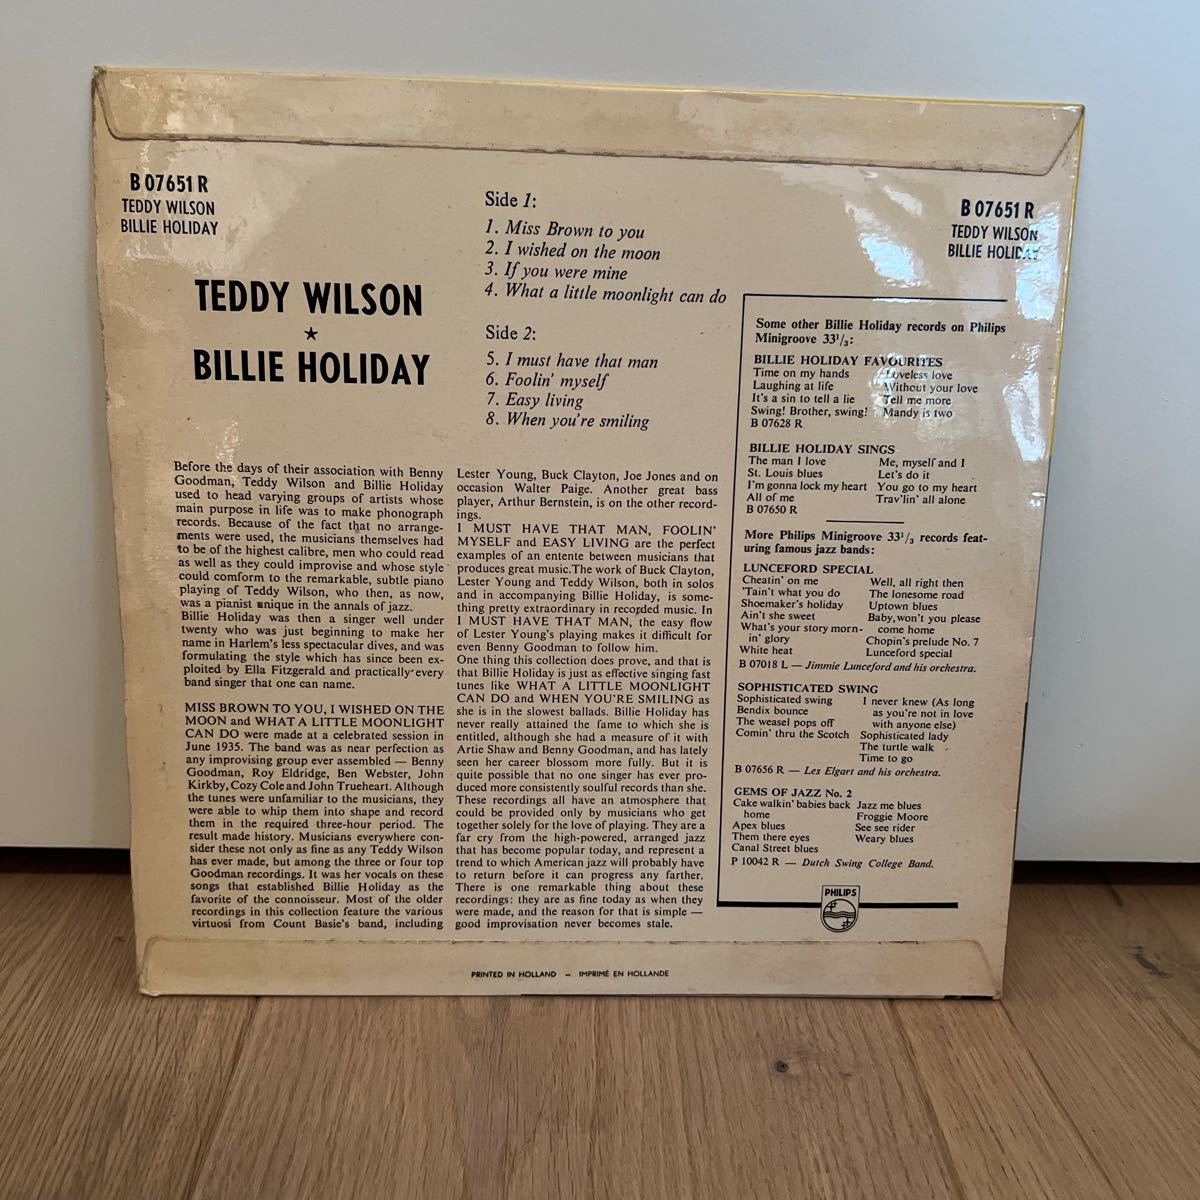 B 07651 R
TEDDY WILSON
BILLIE HOLIDAY
TEDDY WILSON
★
BILLIE HOLIDAY
Side 1:
1. Miss Brown to you
2. I wished on the moon
3. If you were mine
4. What a little moonlight can do
Side 2:
5. I must have that man
6. Foolin' myself
7. Easy living
8. When you're smiling
B 07651 R
TEDDY WILSON
BILLIE HOLIDAY
Before the days of their association with Benny
Goodman, Teddy Wilson and Billie Holiday
used to head varying groups of artists whose
main purpose in life was to make phonograph
records. Because of the fact that no arrange-
ments were used, the musicians themselves had
to be of the highest calibre, men who could read
as well as they could improvise and whose style
could comform to the remarkable, subtle piano
playing of Teddy Wilson, who then, as now,
was a pianist unique in the annals of jazz.
Billie Holiday was then a singer well under
twenty who was just beginning to make her
name in Harlem's less spectacular dives, and was
formulating the style which has since been ex-
ploited by Ella Fitzgerald and practically every
band singer that one can name.
MISS BROWN TO YOU, I WISHED ON THE
MOON and WHAT A LITTLE MOONLIGHT
CAN DO were made at a celebrated session in
June 1935. The band was as near perfection as
any improvising group ever assembled — Benny
Goodman, Roy Eldridge, Ben Webster, John
Kirkby, Cozy Cole and John Trueheart. Although
the tunes were unfamiliar to the musicians, they
were able to whip them into shape and record
them in the required three-hour period. The
result made history. Musicians everywhere con-
sider these not only as fine as any Teddy Wilson
has ever made, but among the three or four top
Goodman recordings. It was her vocals on these
songs that established Billie Holiday as the
favorite of the connoisseur. Most of the older
recordings in this collection feature the various
virtuosi from Count Basie's band, including
Lester Young, Buck Clayton, Joe Jones and on
occasion Walter Paige. Another great bass
player, Arthur Bernstein, is on the other record-
ings.
I MUST HAVE THAT MAN, FOOLIN'
MYSELF and EASY LIVING are the perfect
examples of an entente between musicians that
produces great music.The work of Buck Clayton,
Lester Young and Teddy Wilson, both in solos
and in accompanying Billie Holiday, is some-
thing pretty extraordinary in recorded music. In
I MUST HAVE THAT MAN, the easy flow
of Lester Young's playing makes it difficult for
even Benny Goodman to follow him.
One thing this collection does prove, and that is
that Billie Holiday is just as effective singing fast
tunes like WHAT A LITTLE MOONLIGHT
CAN DO and WHEN YOU'RE SMILING as
she is in the slowest ballads. Billie Holiday has
never really attained the fame to which she is
entitled, although she had a measure of it with
Artie Shaw and Benny Goodman, and has lately
seen her career blossom more fully. But it is
quite possible that no one singer has ever pro-
duced more consistently soulful records than she.
These recordings all have an atmosphere that
could be provided only by musicians who get
together solely for the love of playing. They are a
far cry from the high-powered, arranged jazz
that has become popular today, and represent a
trend to which American jazz will probably have
to return before it can progress any farther.
There is one remarkable thing about these
recordings: they are as fine today as when they
were made, and the reason for that is simple —
good improvisation never becomes stale.
Some other Billie Holiday records on Philips
Minigroove 33¹/₃:
BILLIE HOLIDAY FAVOURITES
Time on my hands Loveless love
Laughing at life Without your love
It's a sin to tell a lie Tell me more
Swing! Brother, swing! Mandy is two
B 07628 R
BILLIE HOLIDAY SINGS
The man I love Me, myself and I
St. Louis blues Let's do it
I'm gonna lock my heart You go to my heart
All of me Trav'lin' all alone
B 07650 R
More Philips Minigroove 33¹/₃ records feat-
uring famous jazz bands:
LUNCEFORD SPECIAL
Cheatin' on me Well, all right then
'Tain't what you do The lonesome road
Shoemaker's holiday Uptown blues
Ain't she sweet Baby,won't you please
What's your story morn- come home
in' glory Chopin's prelude No. 7
White heat Lunceford special
B 07018 L — Jimmie Lunceford and his orchestra.
SOPHISTICATED SWING
Sophisticated swing I never knew (As long
Bendix bounce as you're not in love
The weasel pops off with anyone else)
Comin' thru the Scotch Sophisticated lady
The turtle walk
Time to go
B 07656 R — Les Elgart and his orchestra.
GEMS OF JAZZ No. 2
Cake walkin' babies back Jazz me blues
home Froggie Moore
Apex blues See see rider
Them there eyes Weary blues
Canal Street blues
P 10042 R — Dutch Swing College Band.
PHILIPS
PRINTED IN HOLLAND – IMPRIMÉ EN HOLLANDE